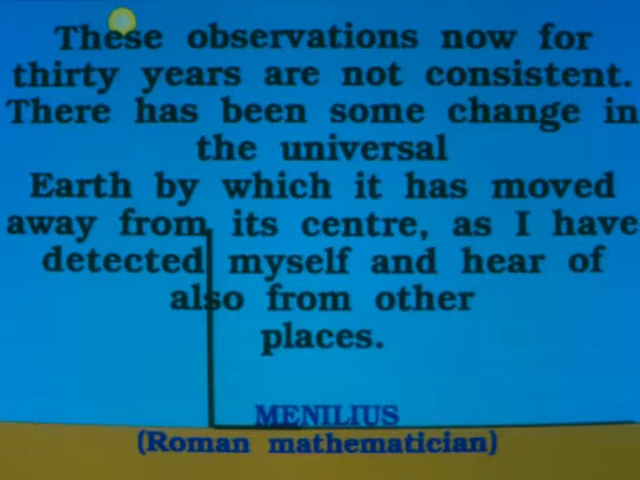 These observations now for
thirty years are not consistent.
There has been some change in
the universal
Earth by which it has moved
away from its centre, as I have
detected myself and hear of
also from other
places.
MENILIUS
(Roman mathematician)